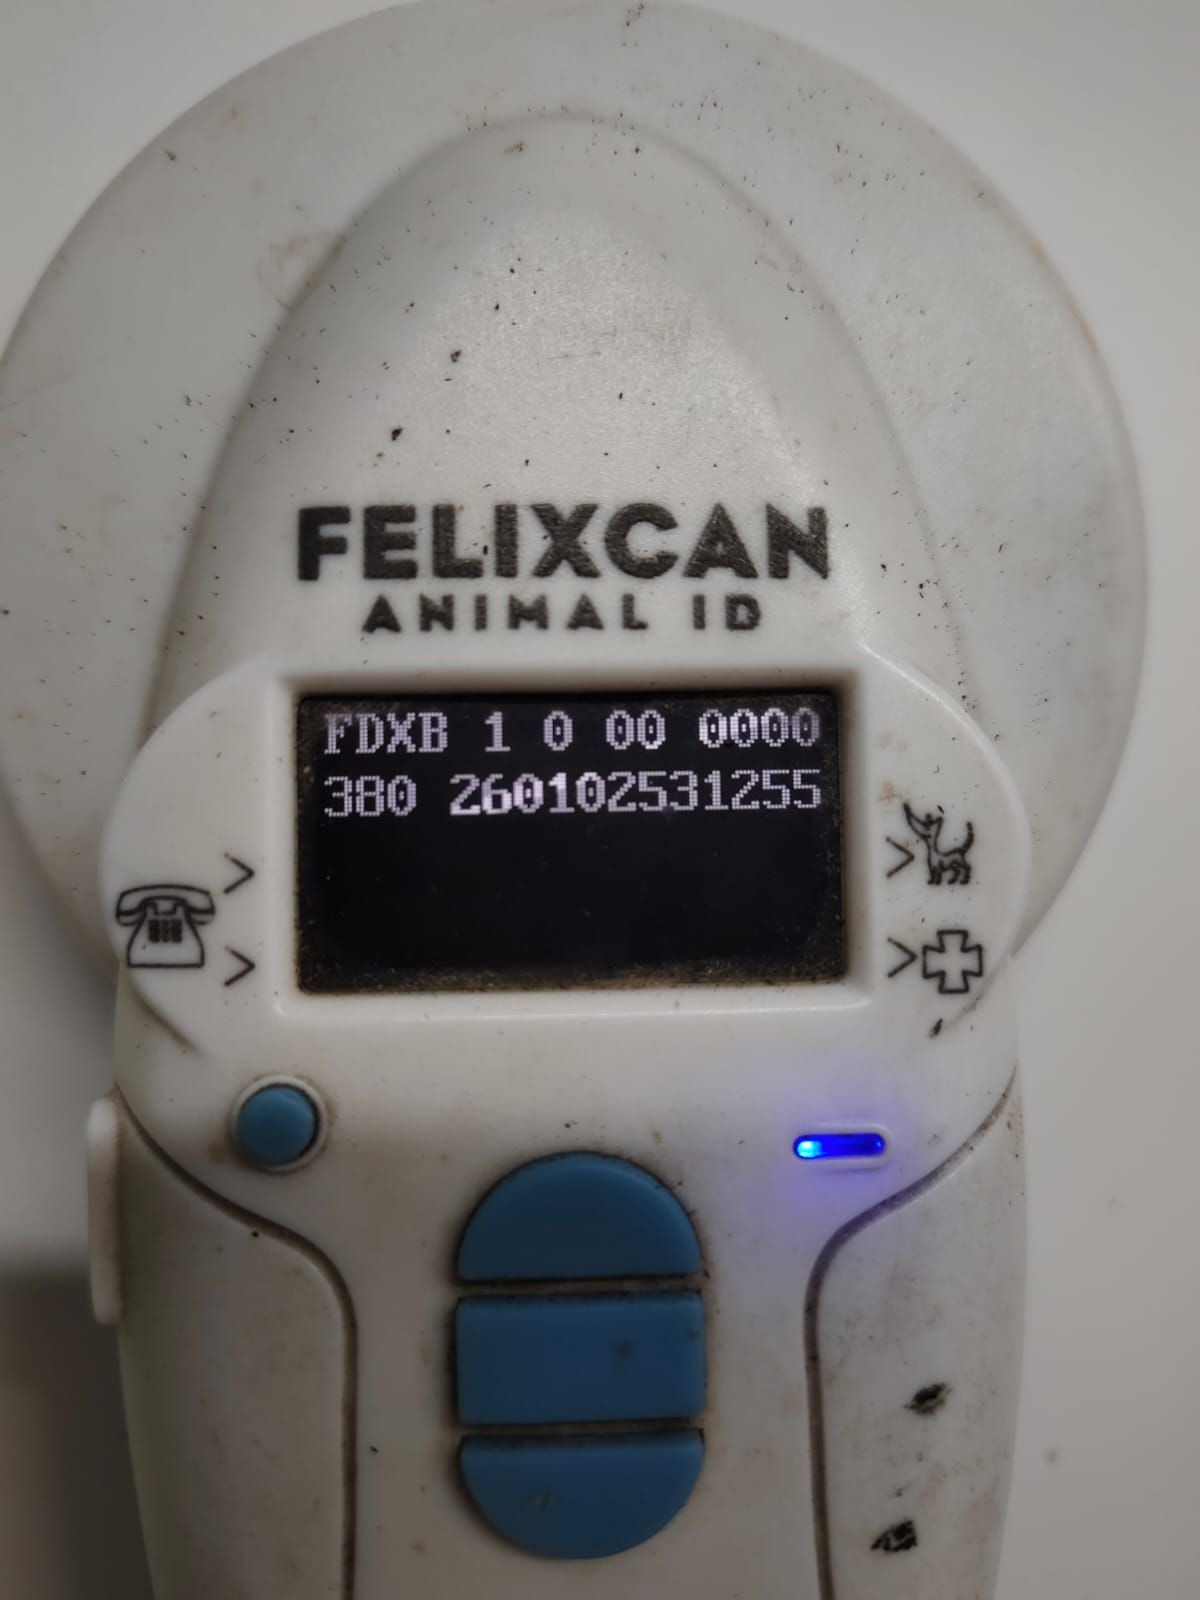 FELIXCAN
ANIMAL ID
FDXB 1 0 00 0000
380 260102531255